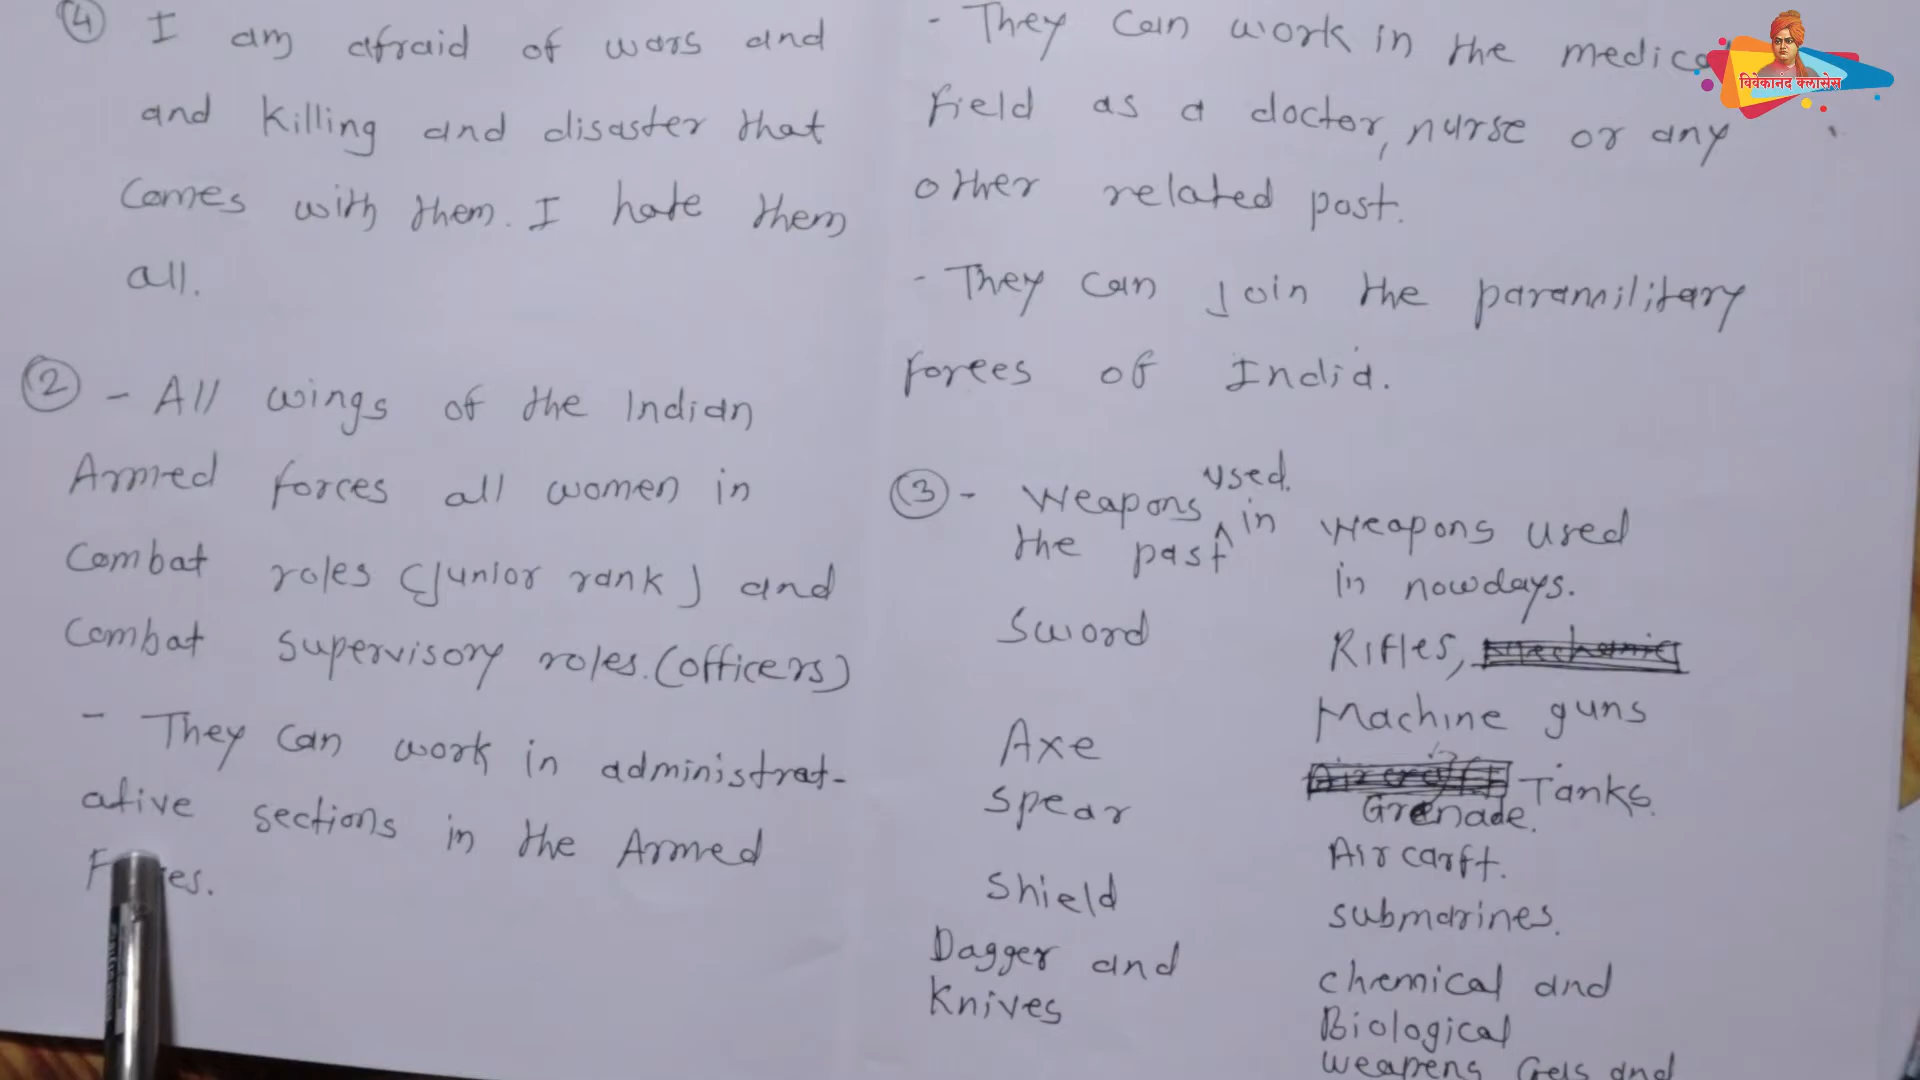 ④ I am afraid of wars and
and killing and disaster that
comes with them. I hate them
all.
② - All wings of the Indian
Armed forces all women in
Combat roles (Junior rank) and
Combat supervisory roles. (officers)
- They can work in administrat-
ative sections in the Armed
- They can work in the medical
field as a doctor, nurse or any
other related post.
- They can Join the paramilitary
forces of India.
③ - Weapons used. in
the past
Sword
Axe
Spear
Shield
Dagger and
Knives
Weapons used
in nowdays.
Rifles,
Machine guns
Tanks.
Grenade.
Aircarft.
submarines.
chemical and
Biological
weapens and
विवेकानंद क्लासेस